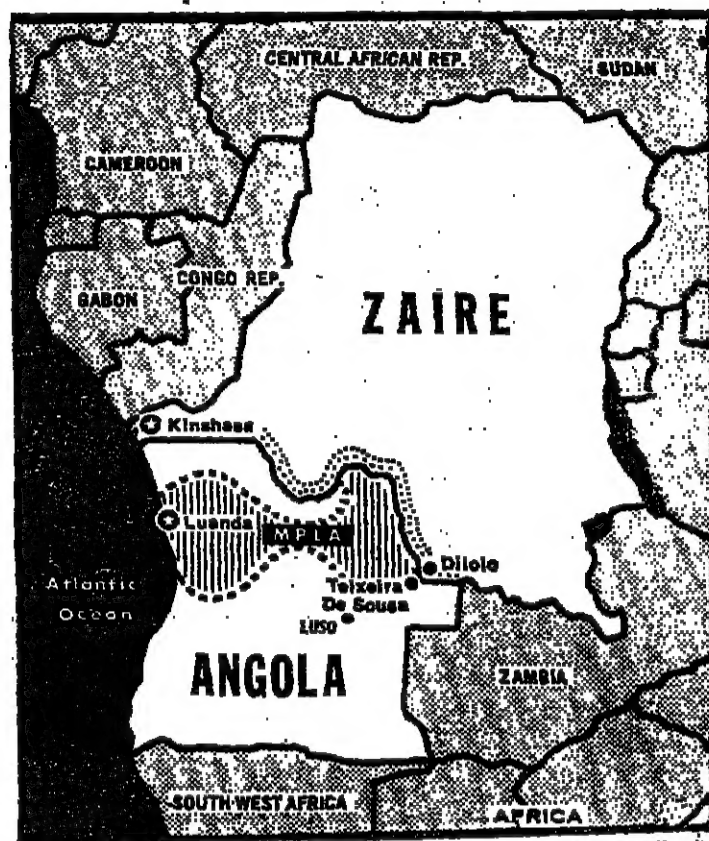 CENTRAL AFRICAN REP.
SUDAN
CAMEROON
CONGO REP.
GABON
ZAIRE
Kinshasa
Luanda
MPLA
Dilolo
Teixeira
De Sousa
LUSO
Atlantic
Ocean
ANGOLA
ZAMBIA
SOUTH-WEST AFRICA
AFRICA